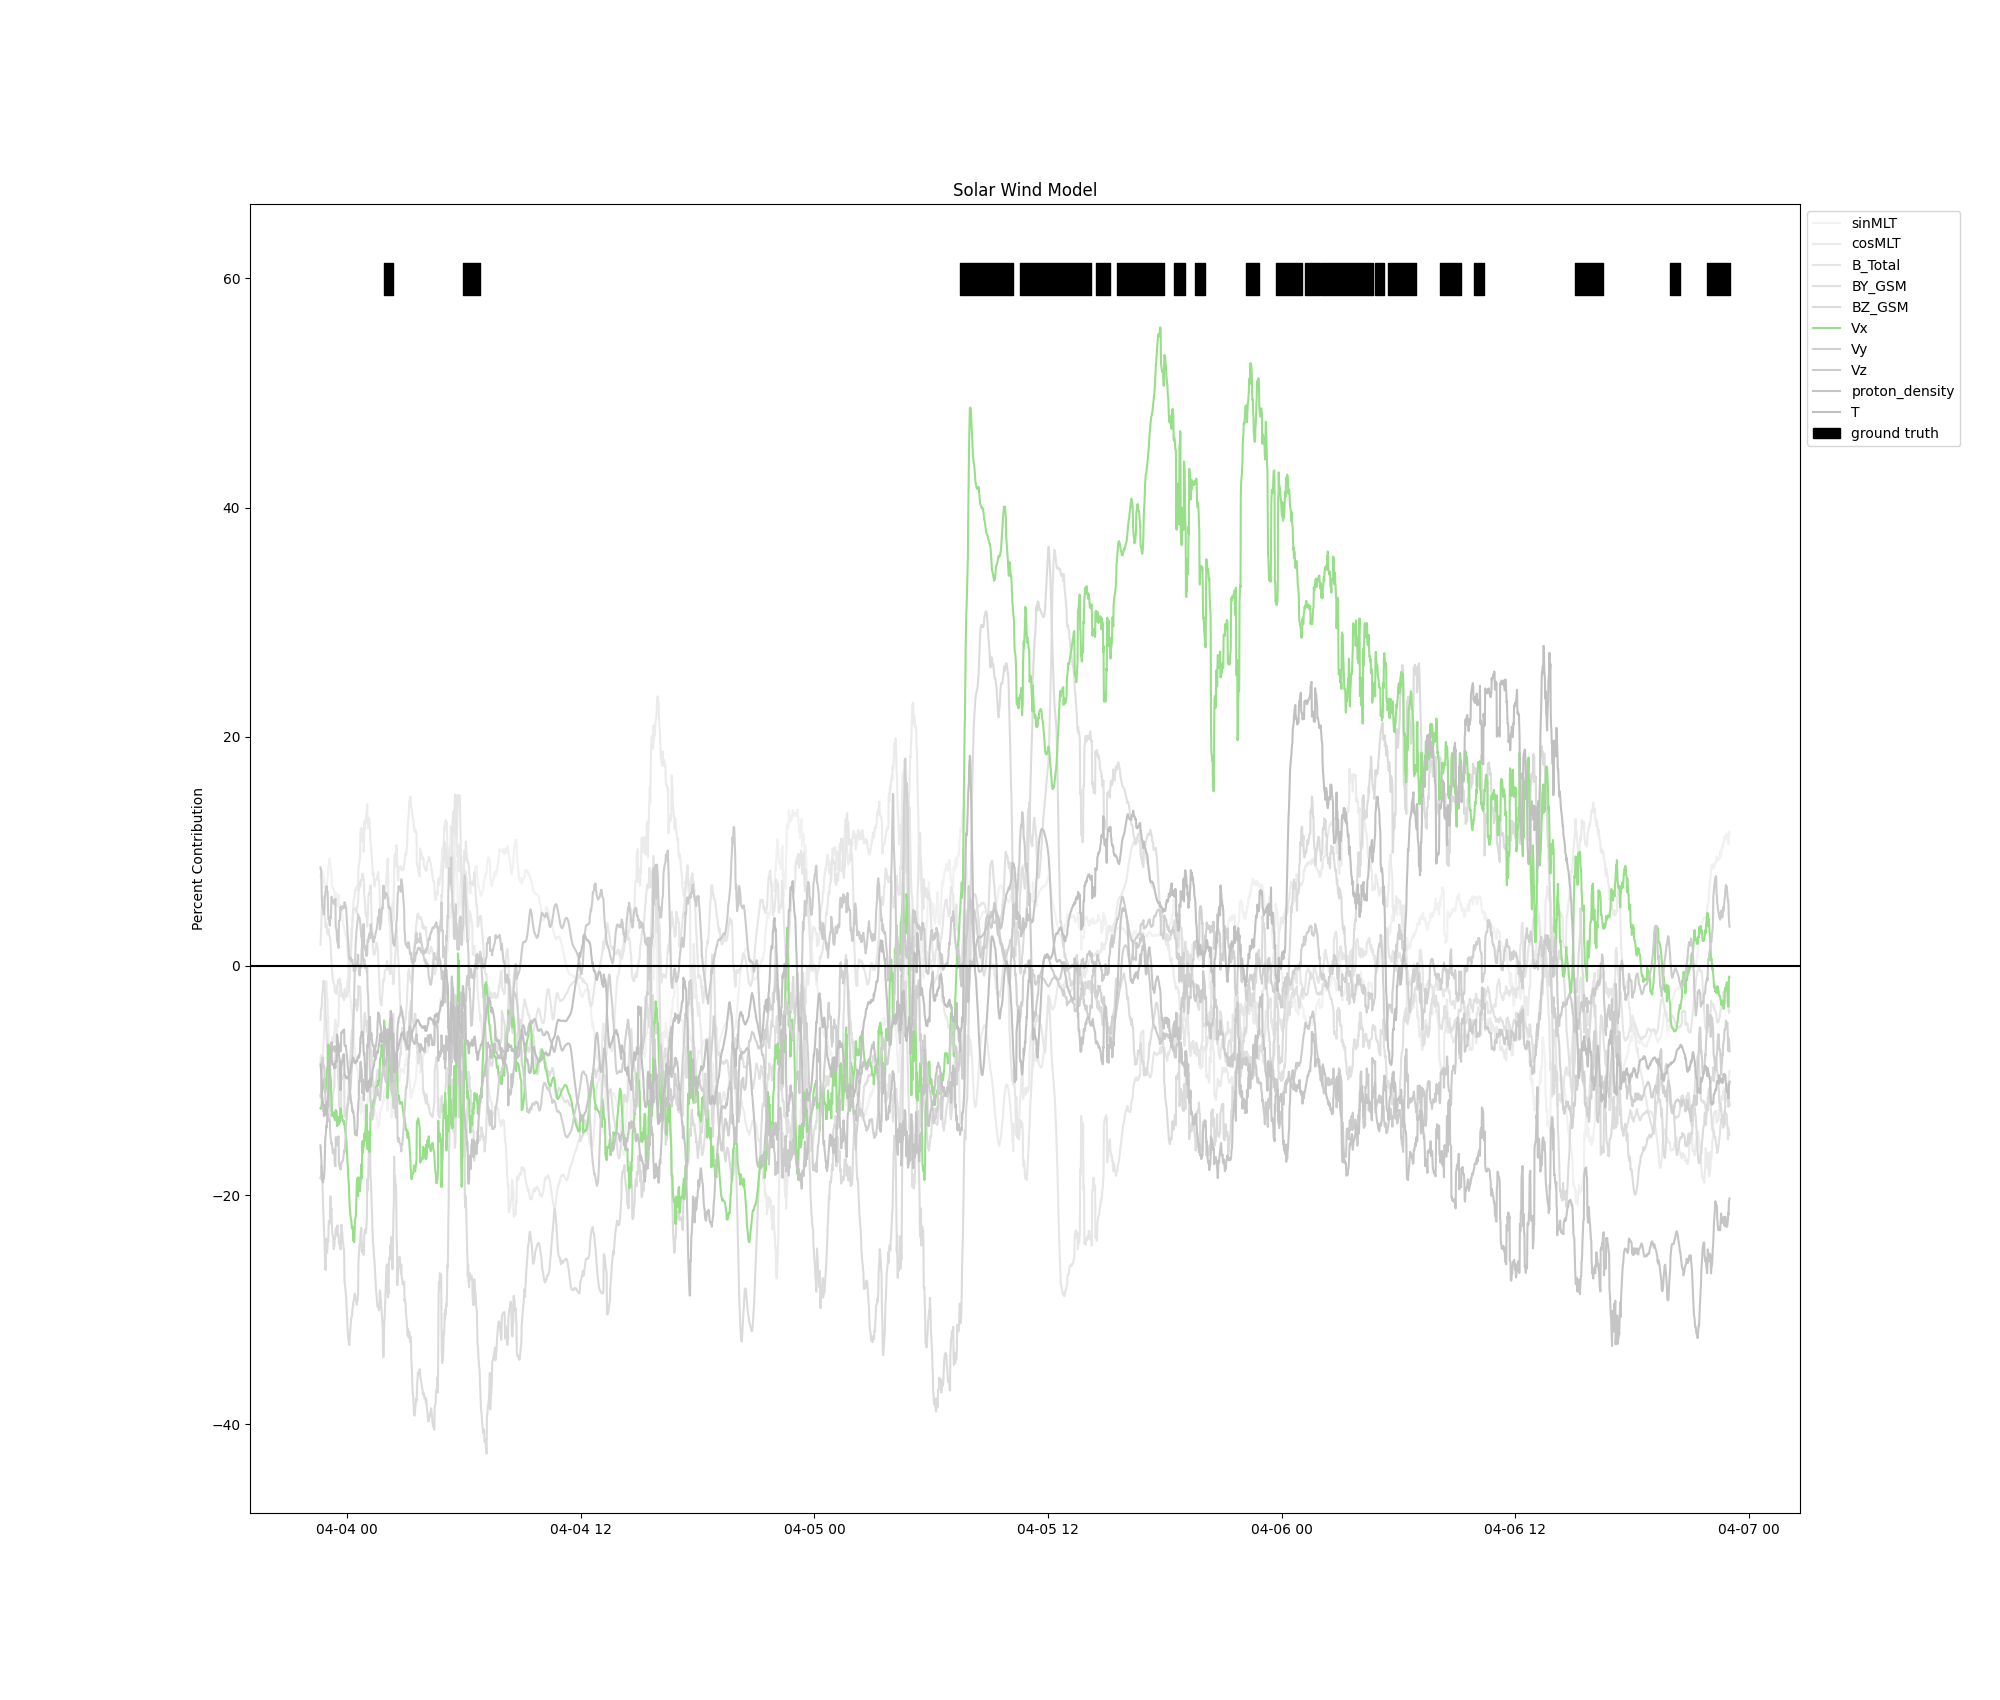 Solar Wind Model
sinMLT
cosMLT
B_Total
BY_GSM
BZ_GSM
Vx
Vy
Vz
proton_density
T
ground truth
60
40
20
0
−20
−40
Percent Contribution
04-04 00
04-04 12
04-05 00
04-05 12
04-06 00
04-06 12
04-07 00